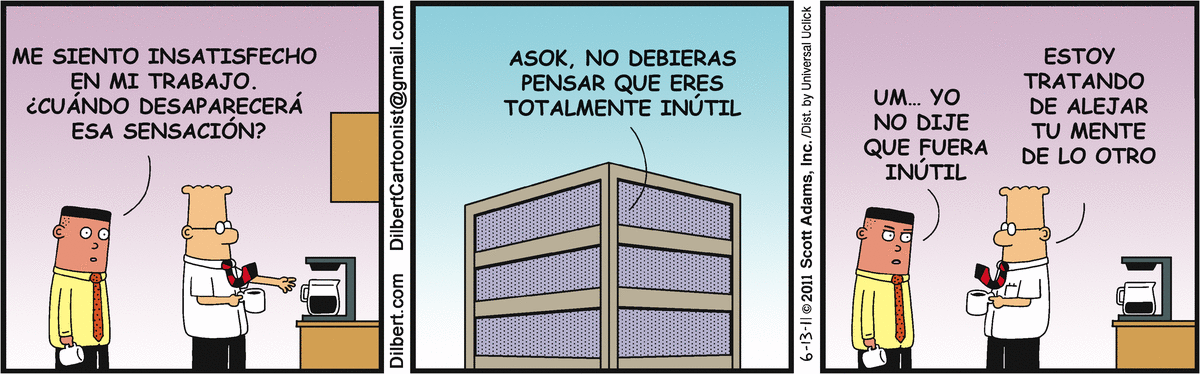 ME SIENTO INSATISFECHO
EN MI TRABAJO.
¿CUÁNDO DESAPARECERÁ
ESA SENSACIÓN?
Dilbert.com DilbertCartoonist@gmail.com
ASOK, NO DEBIERAS
PENSAR QUE ERES
TOTALMENTE INÚTIL
6-13-11 © 2011 Scott Adams, Inc. /Dist. by Universal Uclick
UM... YO
NO DIJE
QUE FUERA
INÚTIL
ESTOY
TRATANDO
DE ALEJAR
TU MENTE
DE LO OTRO